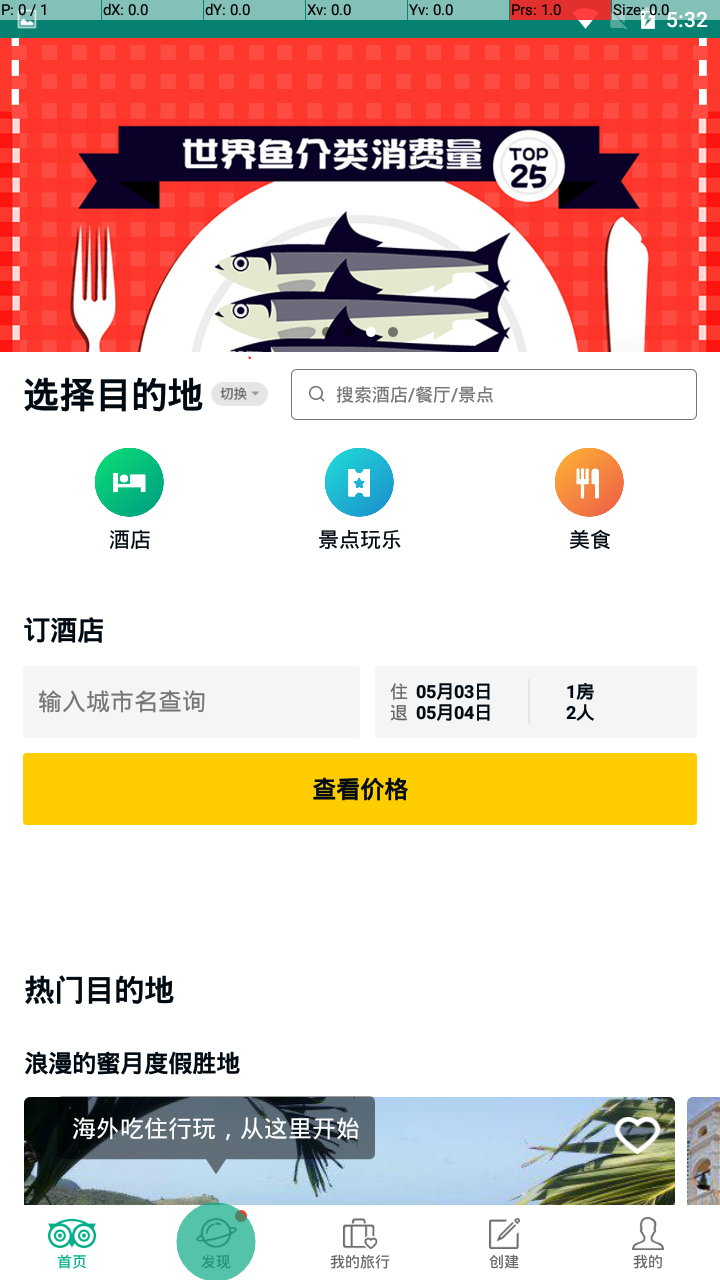 P: 0 / 1 dX: 0.0 dY: 0.0 Xv: 0.0 Yv: 0.0 Prs: 1.0 Size: 0.0
5:32
世界鱼介类消费量
TOP
25
选择目的地 切换 搜索酒店/餐厅/景点
酒店 景点玩乐 美食
订酒店
输入城市名查询
住 05月03日 1房
退 05月04日 2人
查看价格
热门目的地
浪漫的蜜月度假胜地
海外吃住行玩，从这里开始
首页 发现 我的旅行 创建 我的